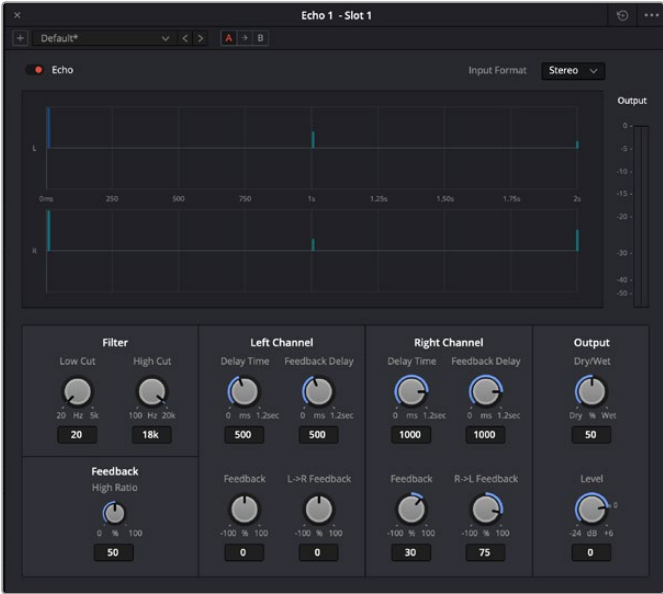 Echo 1 - Slot 1
Default*
A
B
Echo
Input Format
Stereo
Output
0
-5
-10
-15
-20
-30
-40
-50
L
0ms 250 500 750 1s 1.25s 1.50s 1.75s 2s
R
Filter
Low Cut High Cut
20 Hz 5k 100 Hz 20k
20 18k
Feedback
High Ratio
0 % 100
50
Left Channel
Delay Time Feedback Delay
0 ms 1.2sec 0 ms 1.2sec
500 500
Feedback L->R Feedback
-100 % 100 -100 % 100
0 0
Right Channel
Delay Time Feedback Delay
0 ms 1.2sec 0 ms 1.2sec
1000 1000
Feedback R->L Feedback
-100 % 100 -100 % 100
30 75
Output
Dry/Wet
Dry % Wet
50
Level
0
-24 dB +6
0